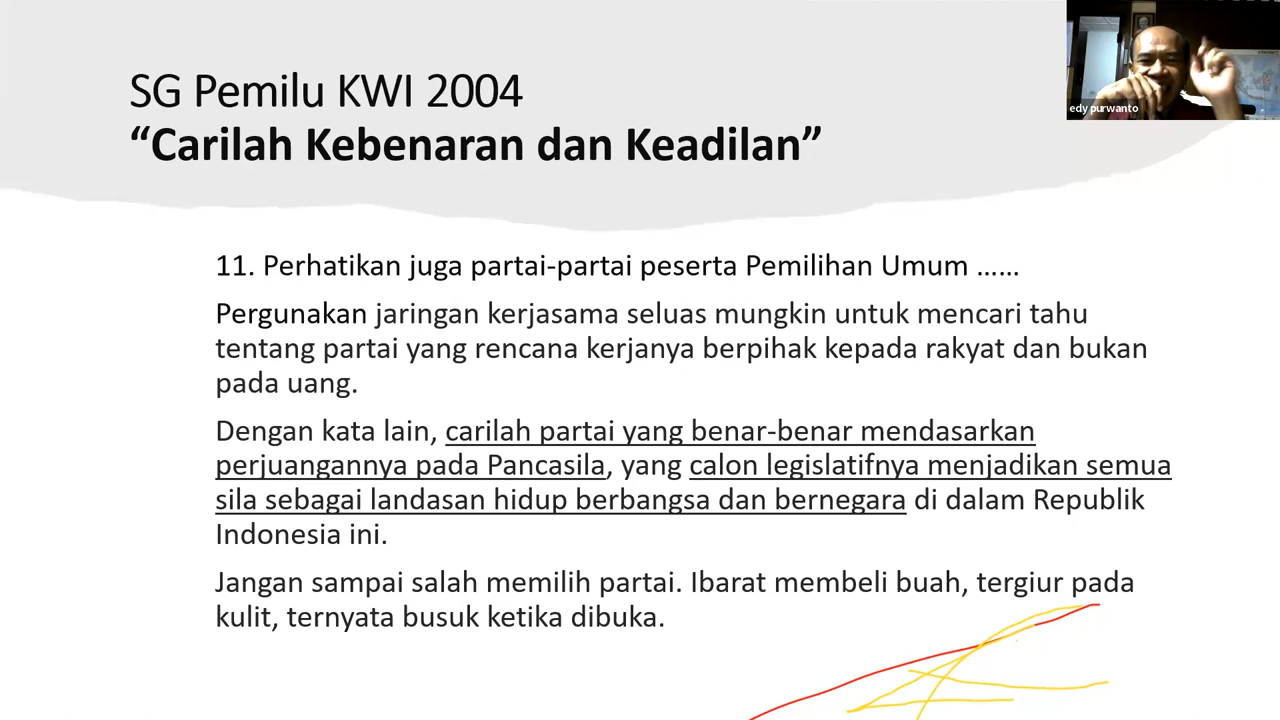 SG Pemilu KWI 2004
“Carilah Kebenaran dan Keadilan”
edy purwanto
11. Perhatikan juga partai-partai peserta Pemilihan Umum ……
Pergunakan jaringan kerjasama seluas mungkin untuk mencari tahu
tentang partai yang rencana kerjanya berpihak kepada rakyat dan bukan
pada uang.
Dengan kata lain, carilah partai yang benar-benar mendasarkan
perjuangannya pada Pancasila, yang calon legislatifnya menjadikan semua
sila sebagai landasan hidup berbangsa dan bernegara di dalam Republik
Indonesia ini.
Jangan sampai salah memilih partai. Ibarat membeli buah, tergiur pada
kulit, ternyata busuk ketika dibuka.